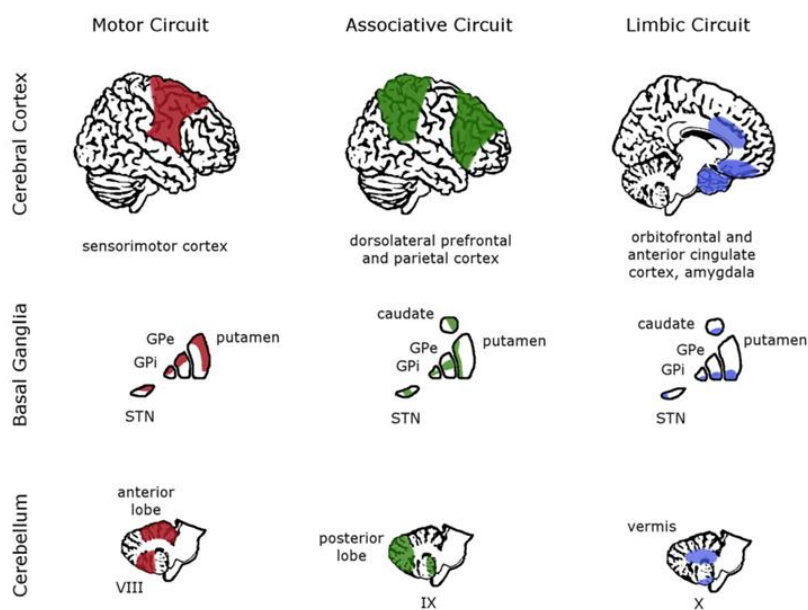 Motor Circuit
Associative Circuit
Limbic Circuit
Cerebral Cortex
sensorimotor cortex
dorsolateral prefrontal
and parietal cortex
orbitofrontal and
anterior cingulate
cortex, amygdala
Basal Ganglia
GPe
putamen
GPi
STN
caudate
GPe
putamen
GPi
STN
caudate
putamen
GPe
GPi
STN
Cerebellum
anterior
lobe
VIII
posterior
lobe
IX
vermis
X